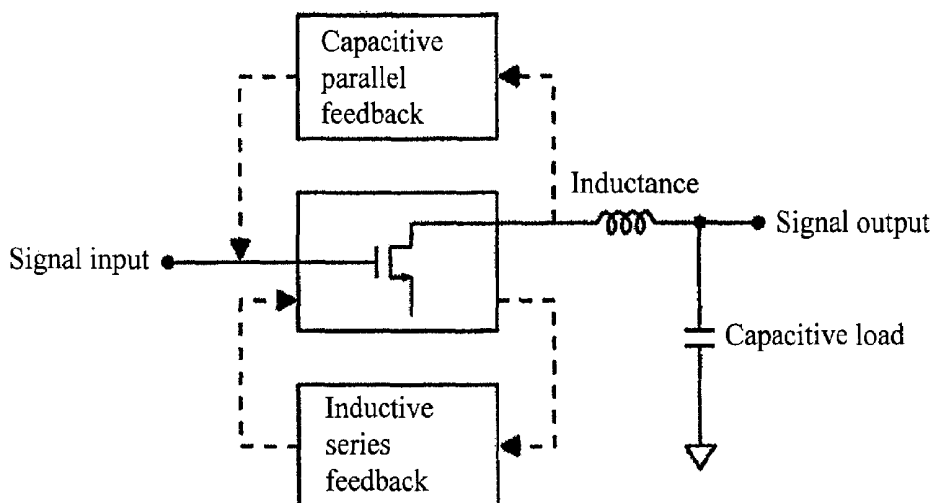 Capacitive
parallel
feedback
Inductance
Signal output
Signal input
Capacitive load
Inductive
series
feedback